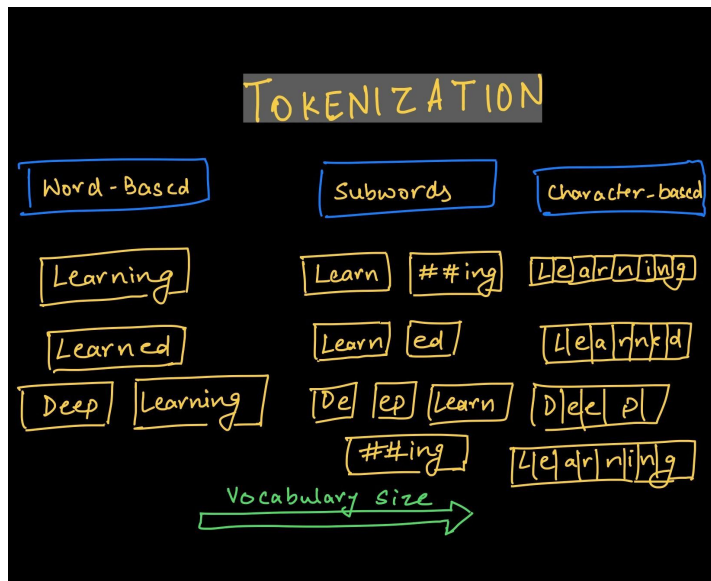 TOKENIZATION
Word-Based Subwords Character-based
Learning Learn ##ing Learning
Learned Learn ed Learned
Deep Learning De ep Learn Deep
##ing Learning
Vocabulary size